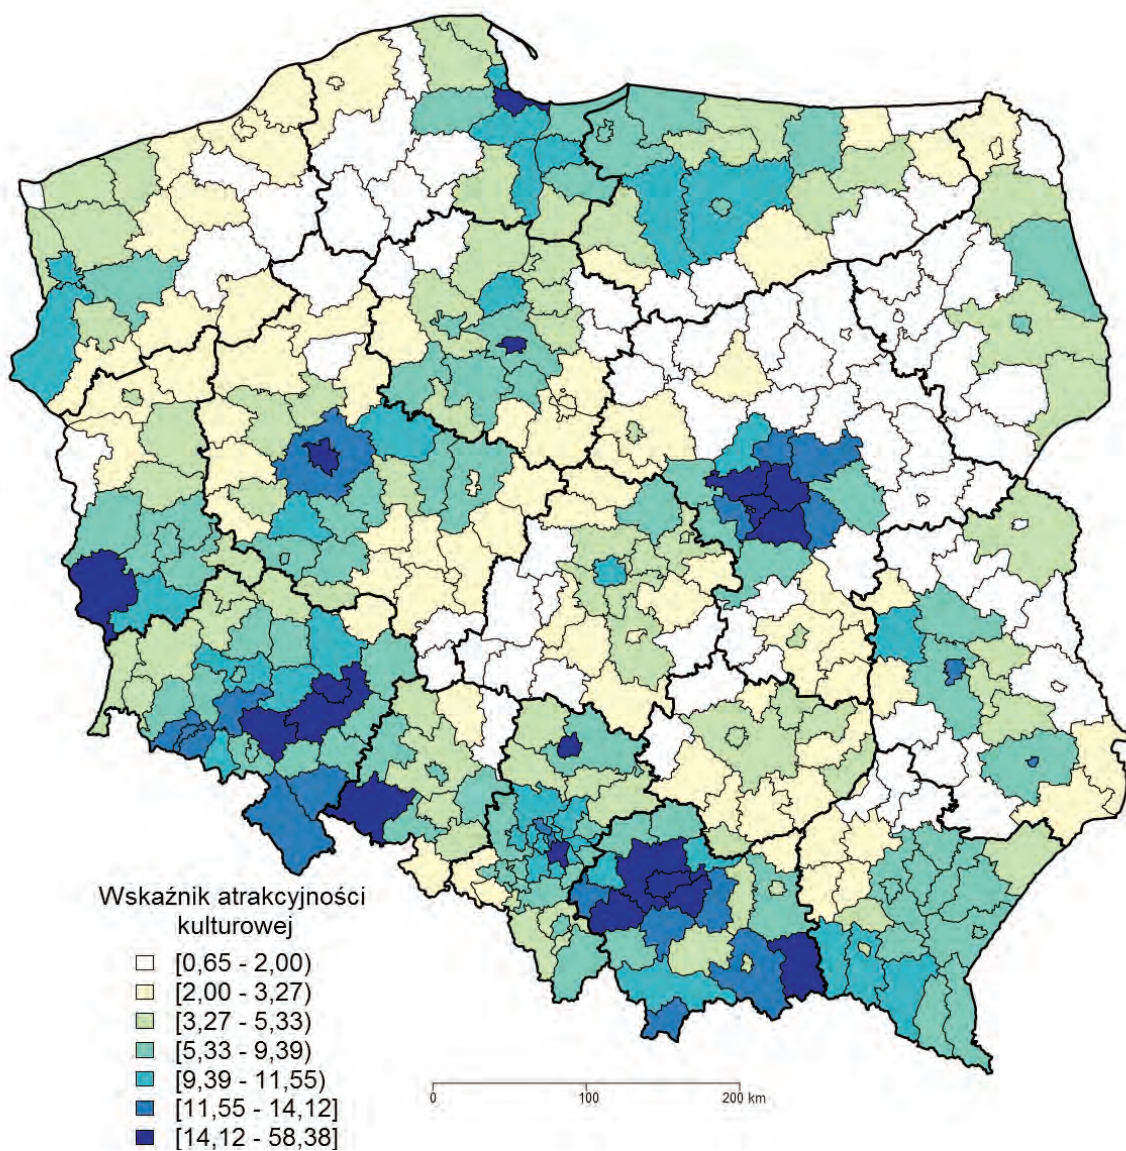 Wskaźnik atrakcyjności
kulturowej
[0,65 - 2,00)
[2,00 - 3,27)
[3,27 - 5,33)
[5,33 - 9,39)
[9,39 - 11,55)
[11,55 - 14,12]
[14,12 - 58,38]
0 100 200 km